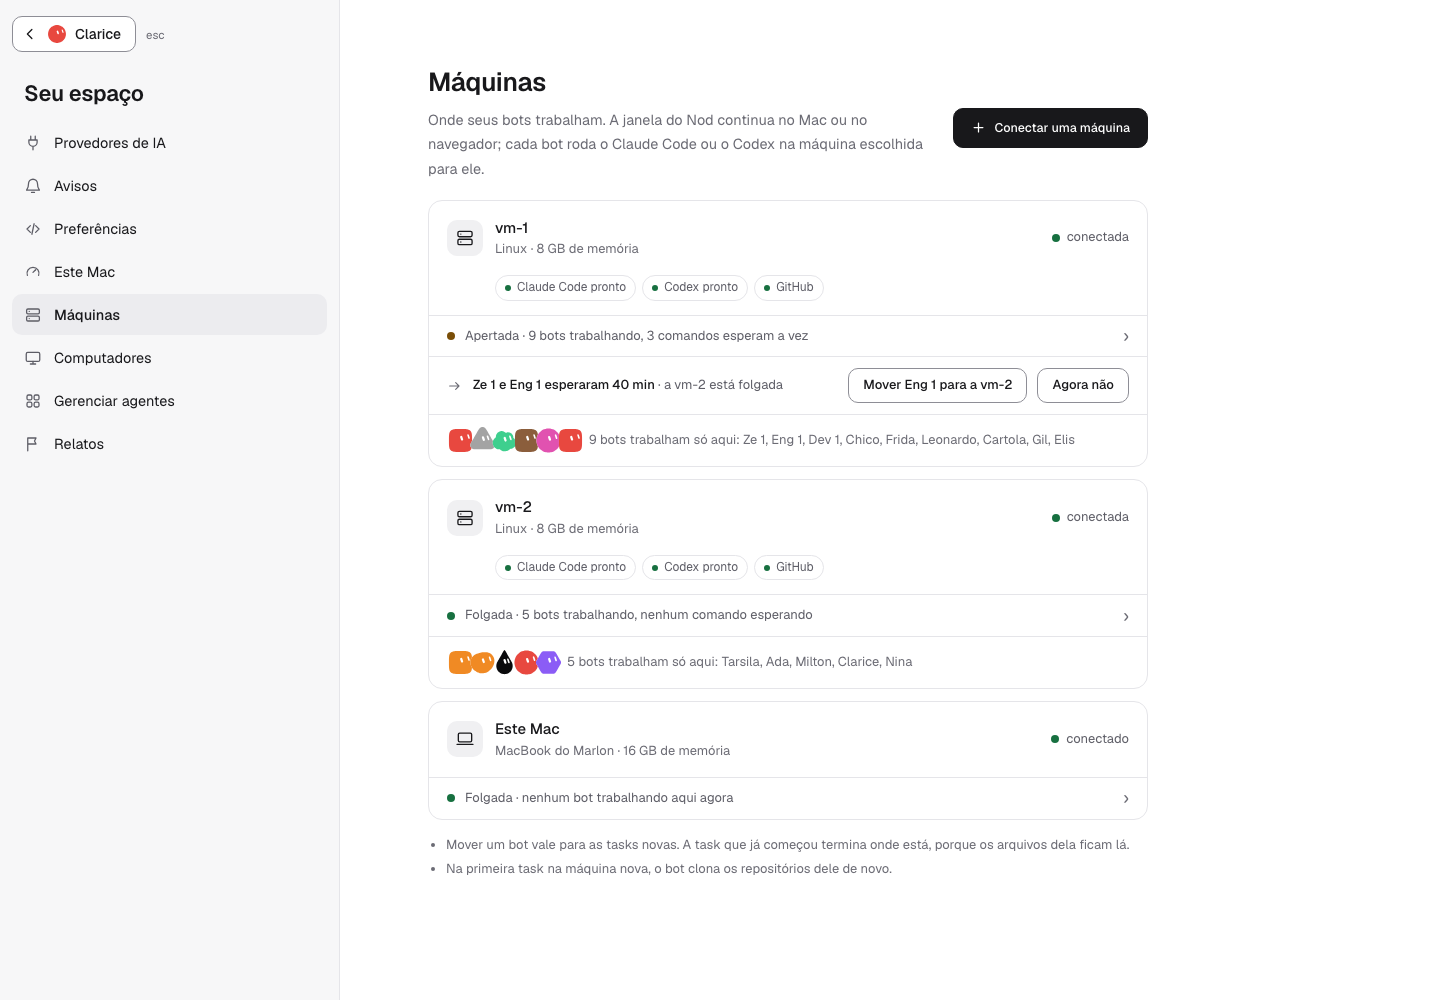 Clarice
esc
Seu espaço
Provedores de IA
Avisos
Preferências
Este Mac
Máquinas
Computadores
Gerenciar agentes
Relatos
Máquinas
Onde seus bots trabalham. A janela do Nod continua no Mac ou no
navegador; cada bot roda o Claude Code ou o Codex na máquina escolhida
para ele.
Conectar uma máquina
vm-1
Linux · 8 GB de memória
conectada
Claude Code pronto
Codex pronto
GitHub
Apertada · 9 bots trabalhando, 3 comandos esperam a vez
Ze 1 e Eng 1 esperaram 40 min · a vm-2 está folgada
Mover Eng 1 para a vm-2
Agora não
9 bots trabalham só aqui: Ze 1, Eng 1, Dev 1, Chico, Frida, Leonardo, Cartola, Gil, Elis
vm-2
Linux · 8 GB de memória
conectada
Claude Code pronto
Codex pronto
GitHub
Folgada · 5 bots trabalhando, nenhum comando esperando
5 bots trabalham só aqui: Tarsila, Ada, Milton, Clarice, Nina
Este Mac
MacBook do Marlon · 16 GB de memória
conectado
Folgada · nenhum bot trabalhando aqui agora
• Mover um bot vale para as tasks novas. A task que já começou termina onde está, porque os arquivos dela ficam lá.
• Na primeira task na máquina nova, o bot clona os repositórios dele de novo.